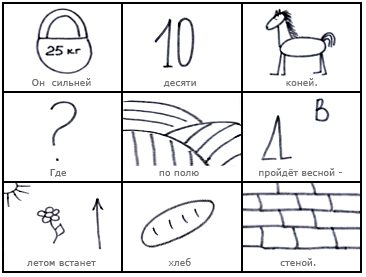 25 кг
10
Он сильней
десяти
коней.
?
Д
В
Где
по полю
пройдёт весной -
летом встанет
хлеб
стеной.